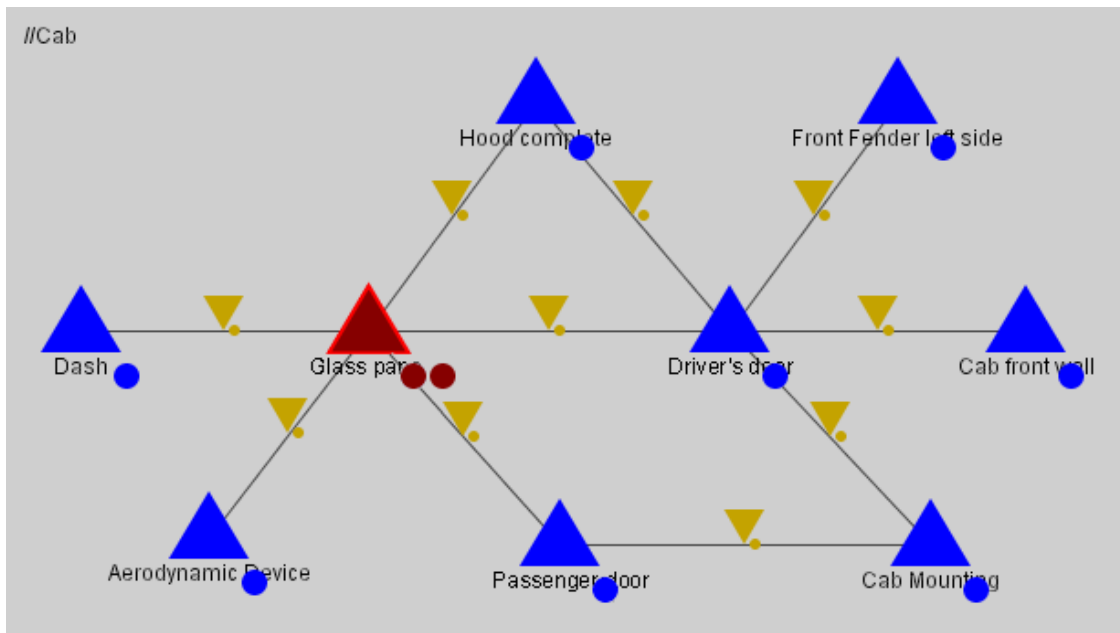 //Cab
Hood complete
Front Fender left side
Dash
Glass pane
Driver's door
Cab front wall
Aerodynamic Device
Passenger door
Cab Mounting